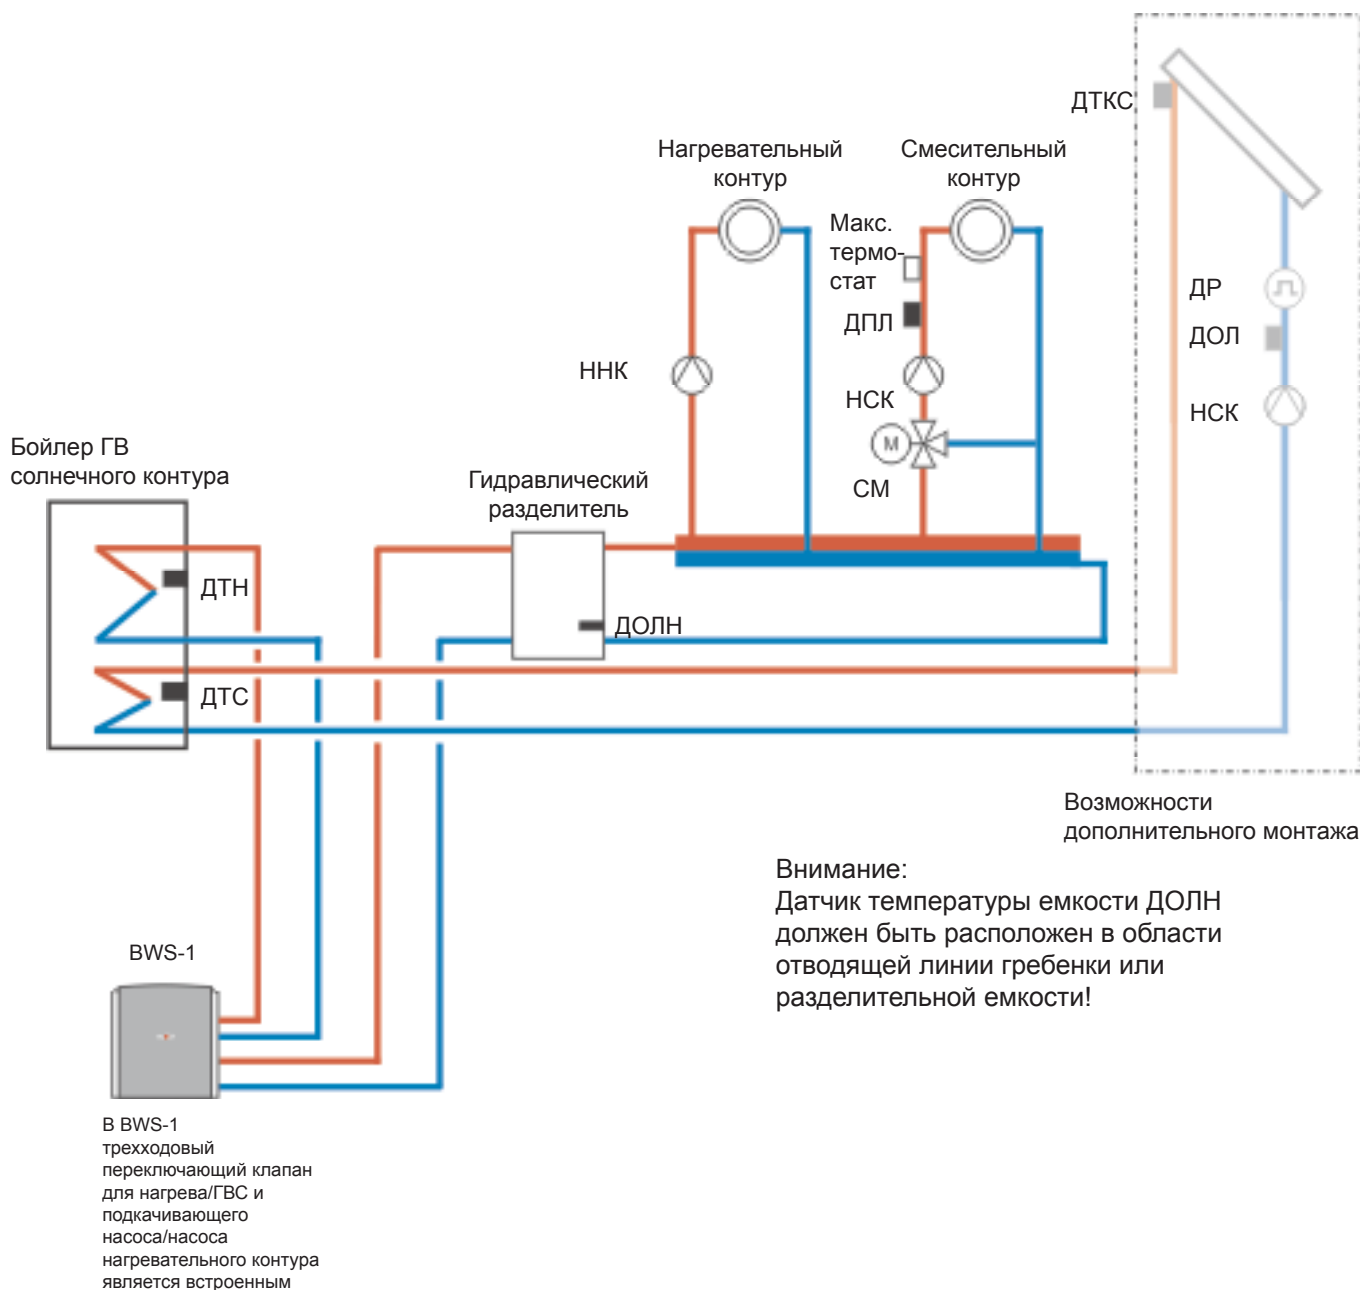 ДТКС
Нагревательный
контур
Смесительный
контур
Макс.
термо-
стат
ДПЛ
ННК
НСК
М
СМ
ДР
ДОЛ
НСК
Бойлер ГВ
солнечного контура
Гидравлический
разделитель
ДТН
ДОЛН
ДТС
Возможности
дополнительного монтажа
Внимание:
Датчик температуры емкости ДОЛН
должен быть расположен в области
отводящей линии гребенки или
разделительной емкости!
BWS-1
В BWS-1
трехходовый
переключающий клапан
для нагрева/ГВС и
подкачивающего
насоса/насоса
нагревательного контура
является встроенным